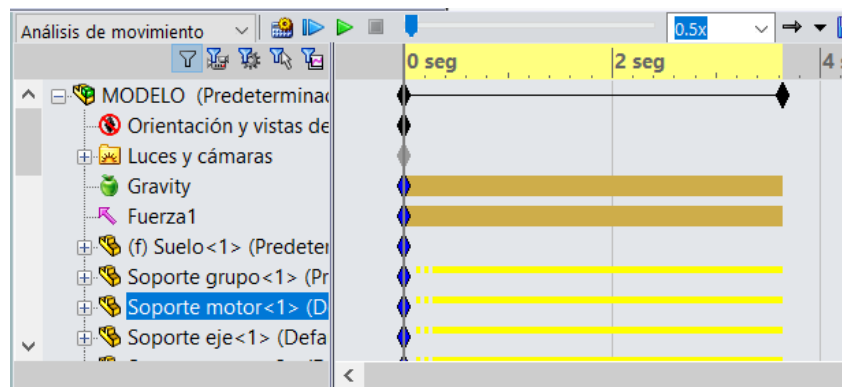 Análisis de movimiento 0.5x
0 seg 2 seg 4
MODELO (Predeterminad
Orientación y vistas de
Luces y cámaras
Gravity
Fuerza1
(f) Suelo<1> (Predeter
Soporte grupo<1> (Pr
Soporte motor<1> (D
Soporte eje<1> (Defa